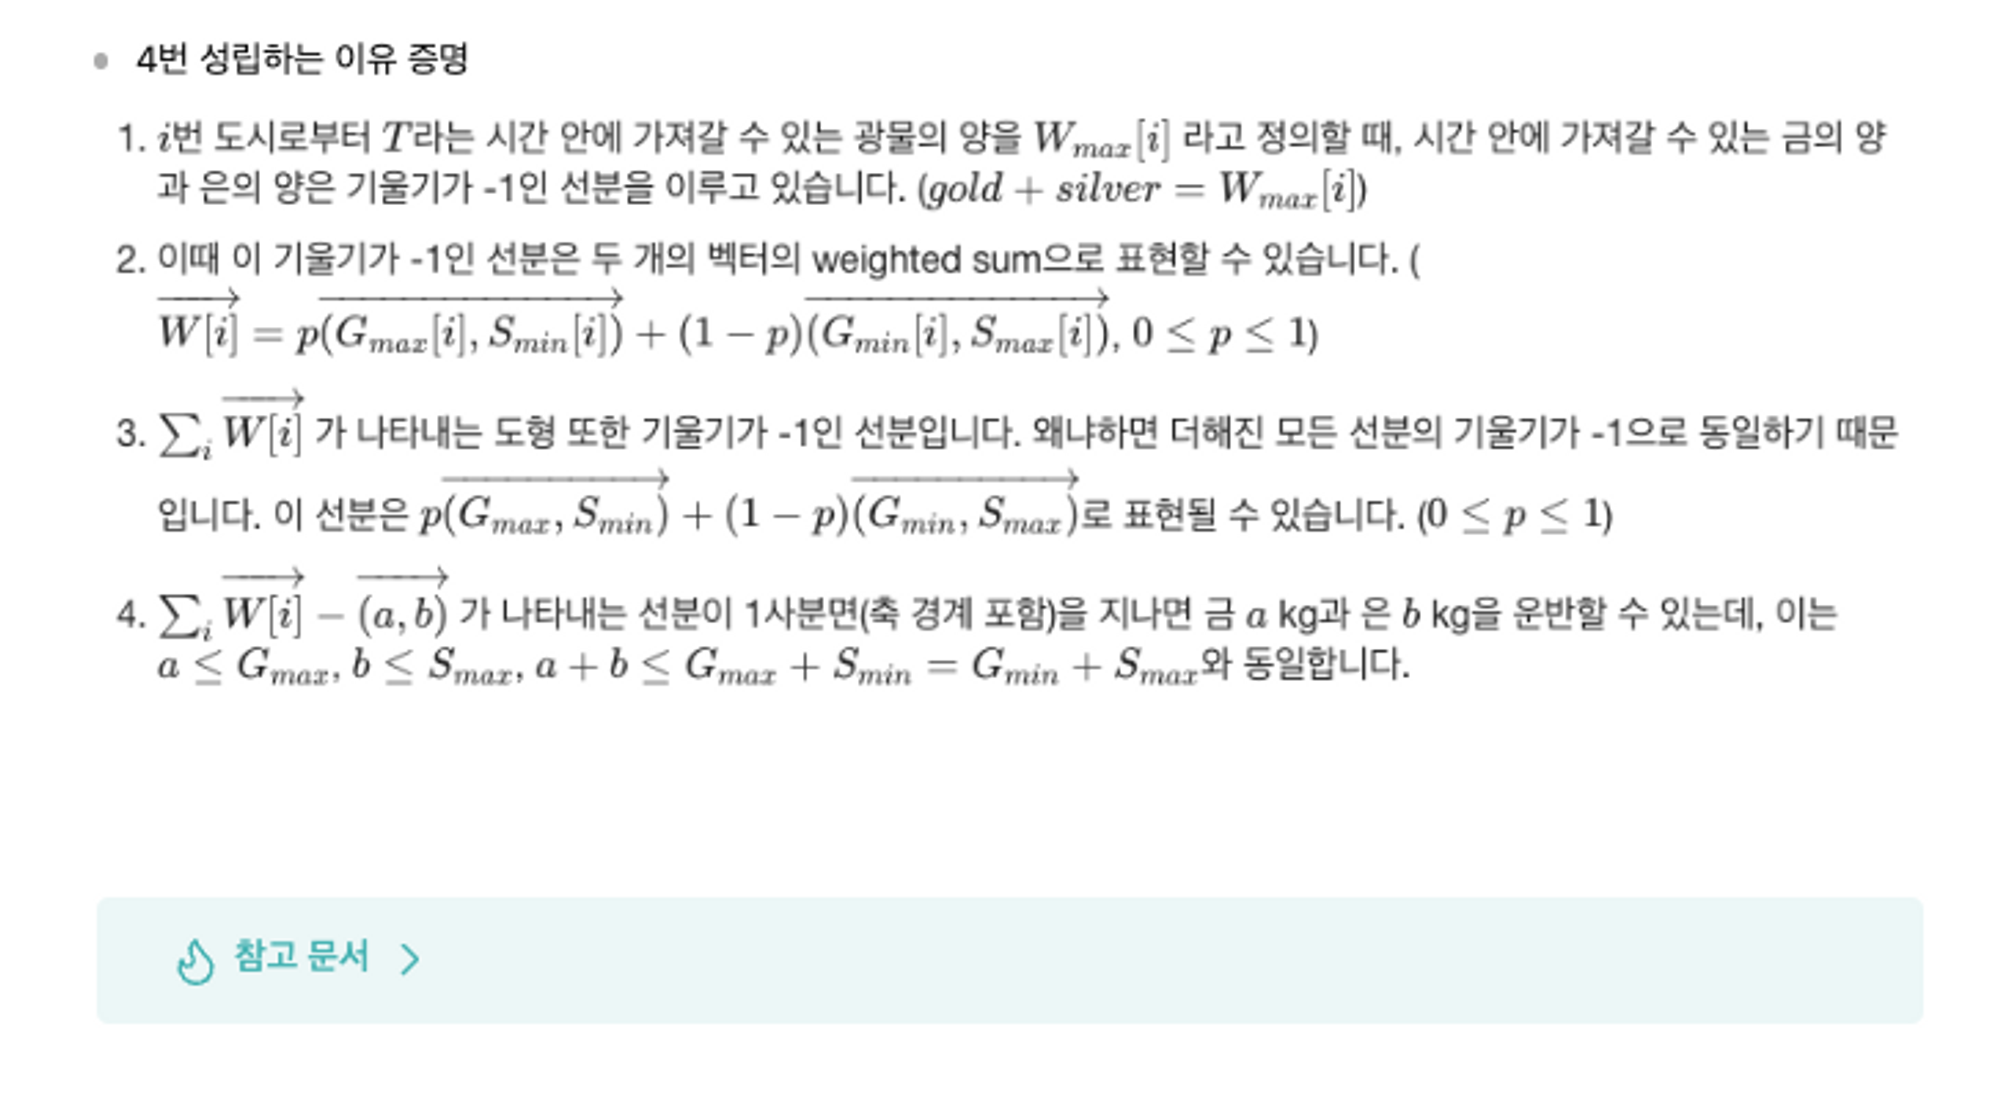 4번 성립하는 이유 증명
1. i번 도시로부터 T라는 시간 안에 가져갈 수 있는 광물의 양을 W_{max}[i] 라고 정의할 때, 시간 안에 가져갈 수 있는 금의 양
과 은의 양은 기울기가 -1인 선분을 이루고 있습니다. (gold + silver = W_{max}[i])
2. 이때 이 기울기가 -1인 선분은 두 개의 벡터의 weighted sum으로 표현할 수 있습니다. (
\overrightarrow{W[i]} = p\overrightarrow{(G_{max}[i], S_{min}[i])} + (1 − p)\overrightarrow{(G_{min}[i], S_{max}[i])}, 0 ≤ p ≤ 1)
3. ∑_i \overrightarrow{W[i]} 가 나타내는 도형 또한 기울기가 -1인 선분입니다. 왜냐하면 더해진 모든 선분의 기울기가 -1으로 동일하기 때문
입니다. 이 선분은 p\overrightarrow{(G_{max}, S_{min})} + (1 − p)\overrightarrow{(G_{min}, S_{max})}로 표현될 수 있습니다. (0 ≤ p ≤ 1)
4. ∑_i \overrightarrow{W[i]} − \overrightarrow{(a, b)} 가 나타내는 선분이 1사분면(축 경계 포함)을 지나면 금 a kg과 은 b kg을 운반할 수 있는데, 이는
a ≤ G_{max}, b ≤ S_{max}, a + b ≤ G_{max} + S_{min} = G_{min} + S_{max}와 동일합니다.
참고 문서